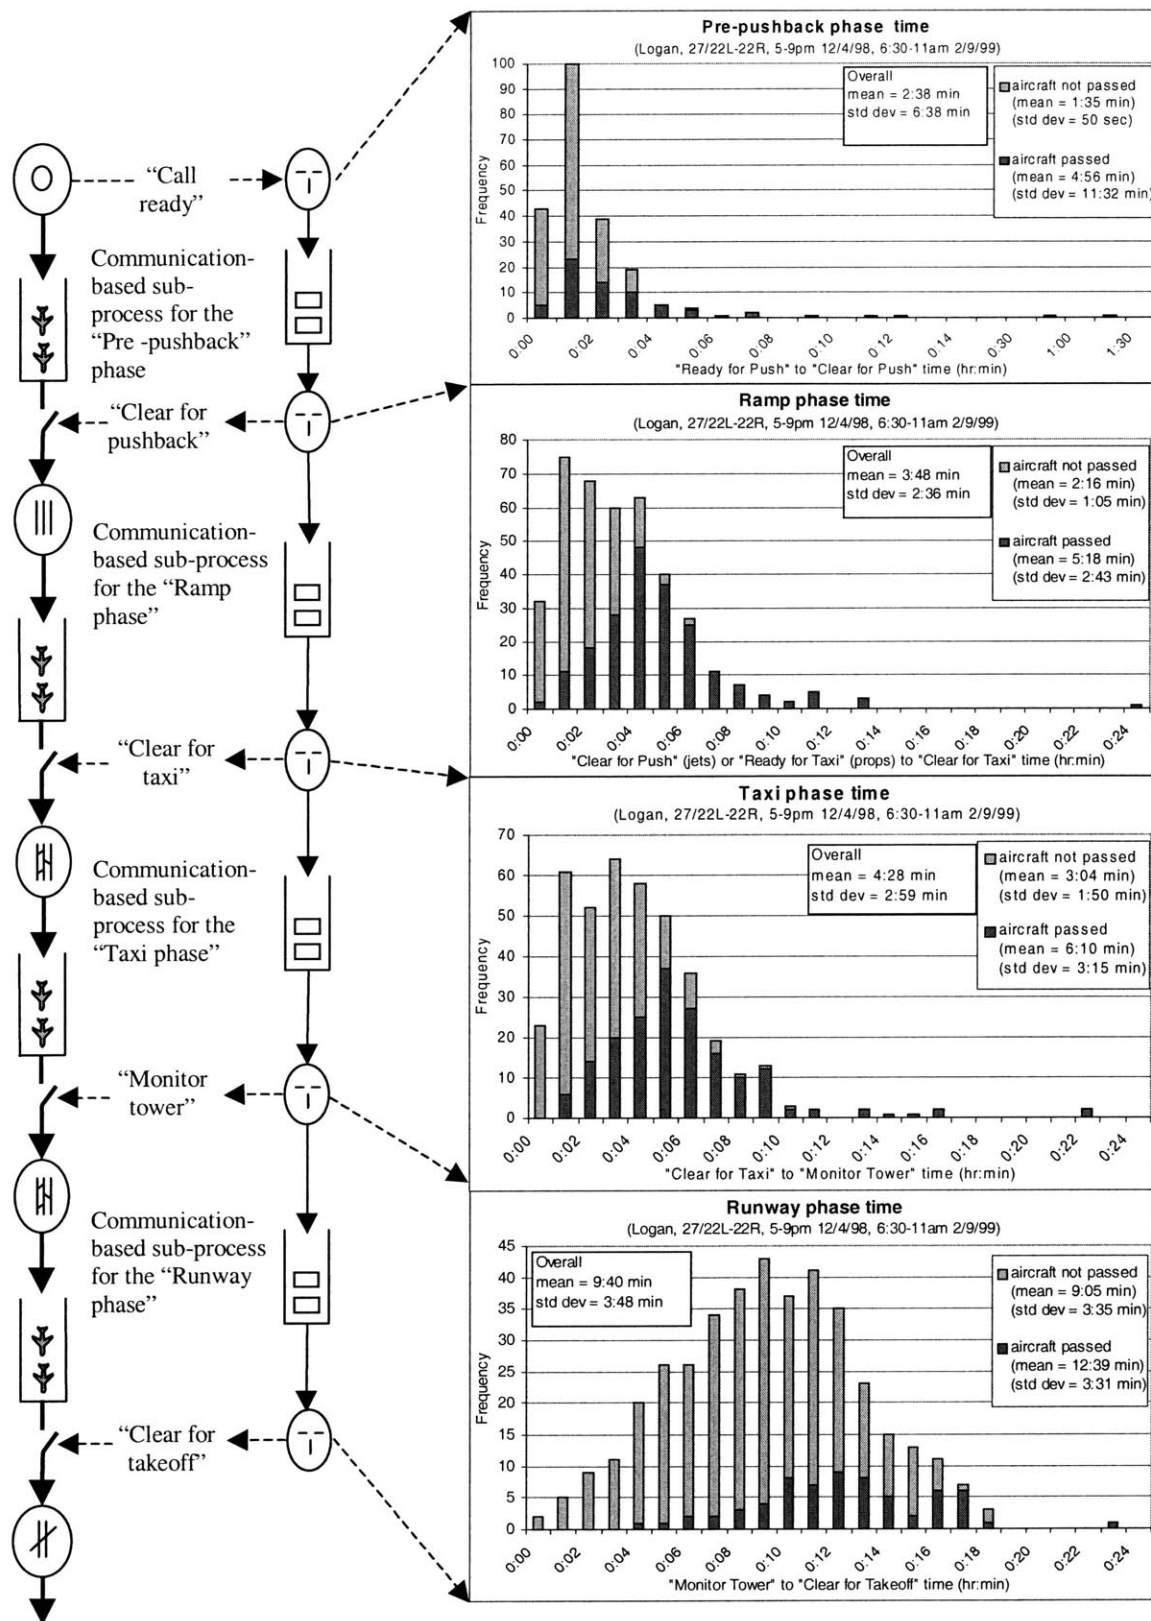 “Call
ready”
Communication-
based sub-
process for the
“Pre -pushback”
phase
“Clear for
pushback”
Communication-
based sub-process
for the “Ramp
phase”
“Clear for
taxi”
Communication-
based sub-
process for the
“Taxi phase”
“Monitor
tower”
Communication-
based sub-process
for the “Runway
phase”
“Clear for
takeoff”
Pre-pushback phase time
(Logan, 27/22L-22R, 5-9pm 12/4/98, 6:30-11am 2/9/99)
Overall
mean = 2:38 min
std dev = 6:38 min
aircraft not passed
(mean = 1:35 min)
(std dev = 50 sec)
aircraft passed
(mean = 4:56 min)
(std dev = 11:32 min)
Frequency
100
90
80
70
60
50
40
30
20
10
0
0:00 0:02 0:04 0:06 0:08 0:10 0:12 0:14 0:30 1:00 1:30
"Ready for Push" to "Clear for Push" time (hr:min)
Ramp phase time
(Logan, 27/22L-22R, 5-9pm 12/4/98, 6:30-11am 2/9/99)
Overall
mean = 3:48 min
std dev = 2:36 min
aircraft not passed
(mean = 2:16 min)
(std dev = 1:05 min)
aircraft passed
(mean = 5:18 min)
(std dev = 2:43 min)
Frequency
80
70
60
50
40
30
20
10
0
0:00 0:02 0:04 0:06 0:08 0:10 0:12 0:14 0:16 0:18 0:20 0:22 0:24
"Clear for Push" (jets) or "Ready for Taxi" (props) to "Clear for Taxi" time (hr:min)
Taxi phase time
(Logan, 27/22L-22R, 5-9pm 12/4/98, 6:30-11am 2/9/99)
Overall
mean = 4:28 min
std dev = 2:59 min
aircraft not passed
(mean = 3:04 min)
(std dev = 1:50 min)
aircraft passed
(mean = 6:10 min)
(std dev = 3:15 min)
Frequency
70
60
50
40
30
20
10
0
0:00 0:02 0:04 0:06 0:08 0:10 0:12 0:14 0:16 0:18 0:20 0:22 0:24
"Clear for Taxi" to "Monitor Tower" time (hr:min)
Runway phase time
(Logan, 27/22L-22R, 5-9pm 12/4/98, 6:30-11am 2/9/99)
Overall
mean = 9:40 min
std dev = 3:48 min
aircraft not passed
(mean = 9:05 min)
(std dev = 3:35 min)
aircraft passed
(mean = 12:39 min)
(std dev = 3:31 min)
Frequency
45
40
35
30
25
20
15
10
5
0
0:00 0:02 0:04 0:06 0:08 0:10 0:12 0:14 0:16 0:18 0:20 0:22 0:24
"Monitor Tower" to "Clear for Takeoff" time (hr:min)